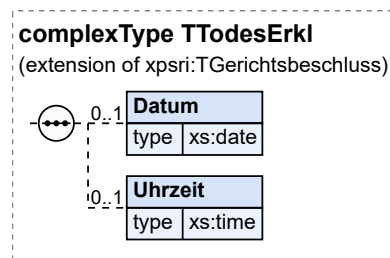 complexType TTodesErkl
(extension of xpsri:TGerichtsbeschluss)
0..1 Datum
type xs:date
0..1 Uhrzeit
type xs:time